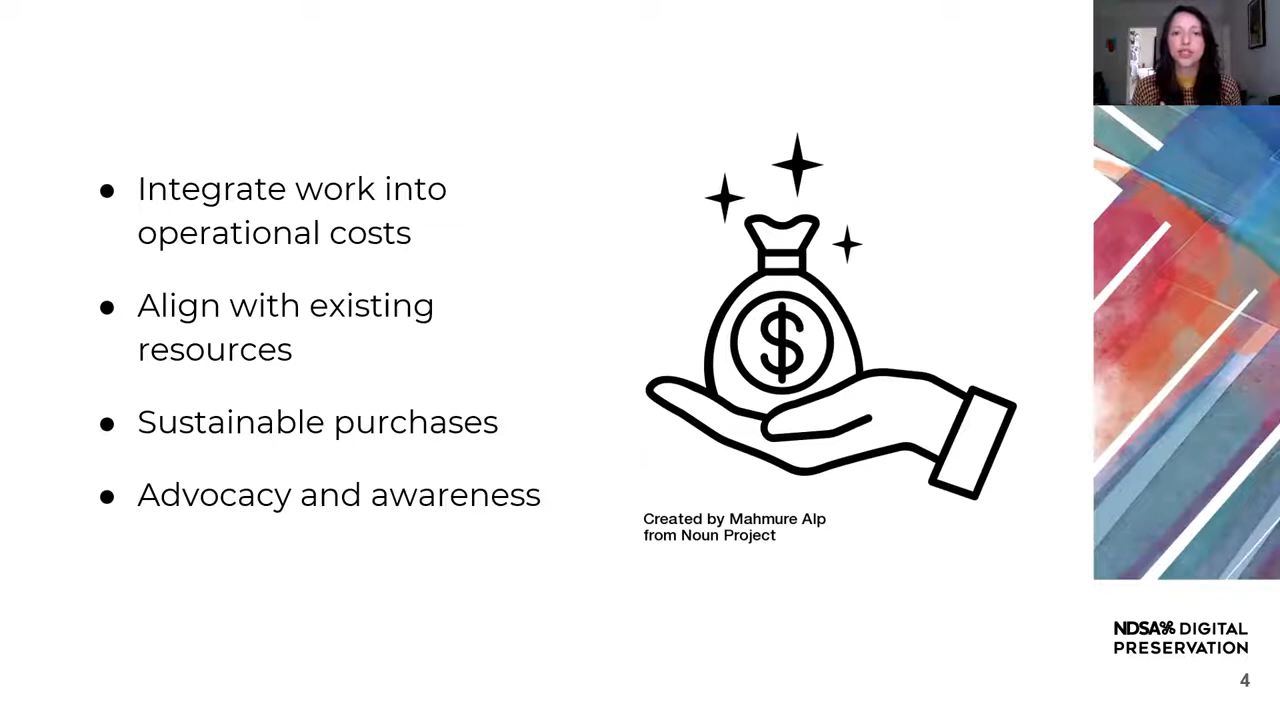 ● Integrate work into
operational costs
● Align with existing
resources
● Sustainable purchases
● Advocacy and awareness
$
Created by Mahmure Alp
from Noun Project
NDSA DIGITAL
PRESERVATION
4